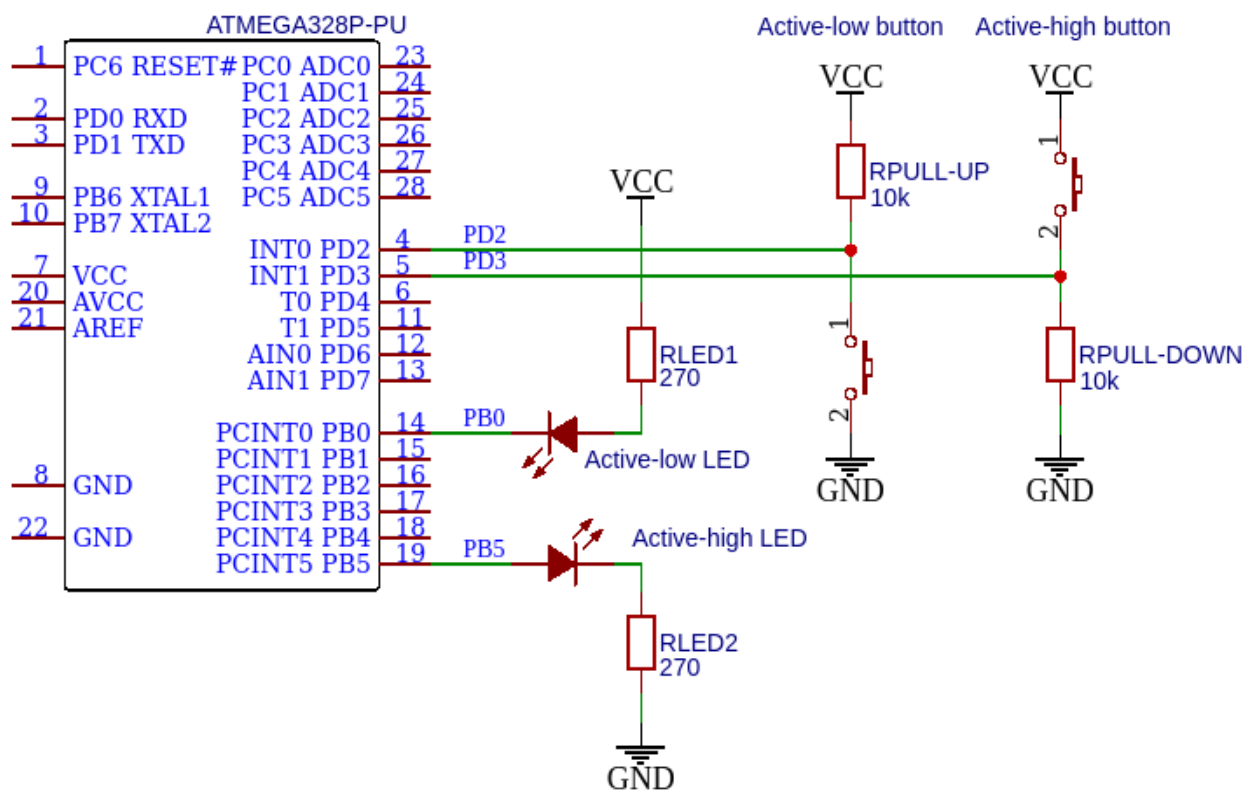 ATMEGA328P-PU
Active-low button
Active-high button
1 PC6 RESET# PC0 ADC0 23
PC1 ADC1 24
2 PD0 RXD PC2 ADC2 25
3 PD1 TXD PC3 ADC3 26
PC4 ADC4 27
9 PB6 XTAL1 PC5 ADC5 28
10 PB7 XTAL2
INT0 PD2 4 PD2
7 VCC INT1 PD3 5 PD3
20 AVCC T0 PD4 6
21 AREF T1 PD5 11
AIN0 PD6 12
AIN1 PD7 13
PCINT0 PB0 14 PB0
PCINT1 PB1 15
8 GND PCINT2 PB2 16
PCINT3 PB3 17
22 GND PCINT4 PB4 18
PCINT5 PB5 19 PB5
VCC
RLED1
270
Active-low LED
Active-high LED
RLED2
270
GND
VCC
RPULL-UP
10k
1
2
GND
VCC
1
2
RPULL-DOWN
10k
GND